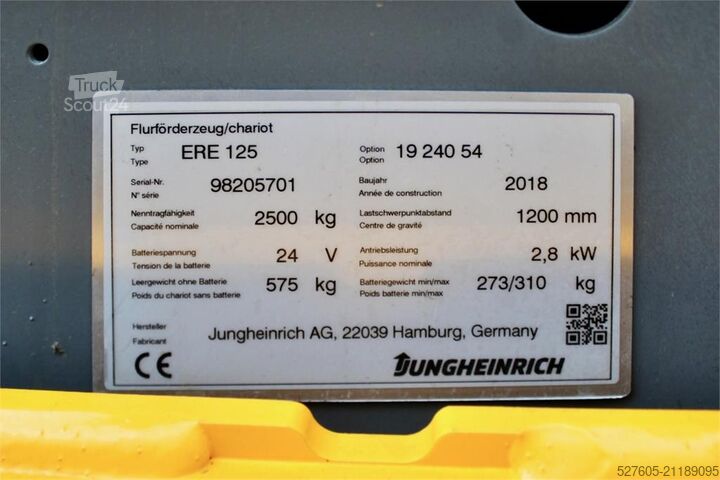 Truck
Scout24
Flurförderzeug/chariot
Typ
Type
ERE 125
Option
Option
19 240 54
Serial-Nr.
N° série
98205701
Baujahr
Année de construction
2018
Nenntragfähigkeit
Capacité nominale
2500 kg
Lastschwerpunktabstand
Centre de gravité
1200 mm
Batteriespannung
Tension de la batterie
24 V
Antriebsleistung
Puissance nominale
2,8 kW
Leergewicht ohne Batterie
Poids du chariot sans batterie
575 kg
Batteriegewicht min/max
Poids batterie min/max
273/310 kg
Hersteller
Fabricant
Jungheinrich AG, 22039 Hamburg, Germany
CE
JUNGHEINRICH
527605-21189095